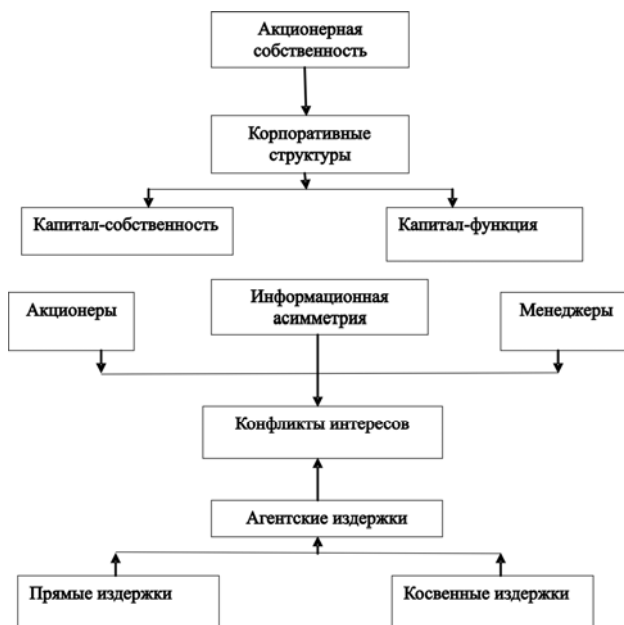 Акционерная
собственность
Корпоративные
структуры
Капитал-собственность
Капитал-функция
Акционеры
Информационная
асимметрия
Менеджеры
Конфликты интересов
Агентские издержки
Прямые издержки
Косвенные издержки